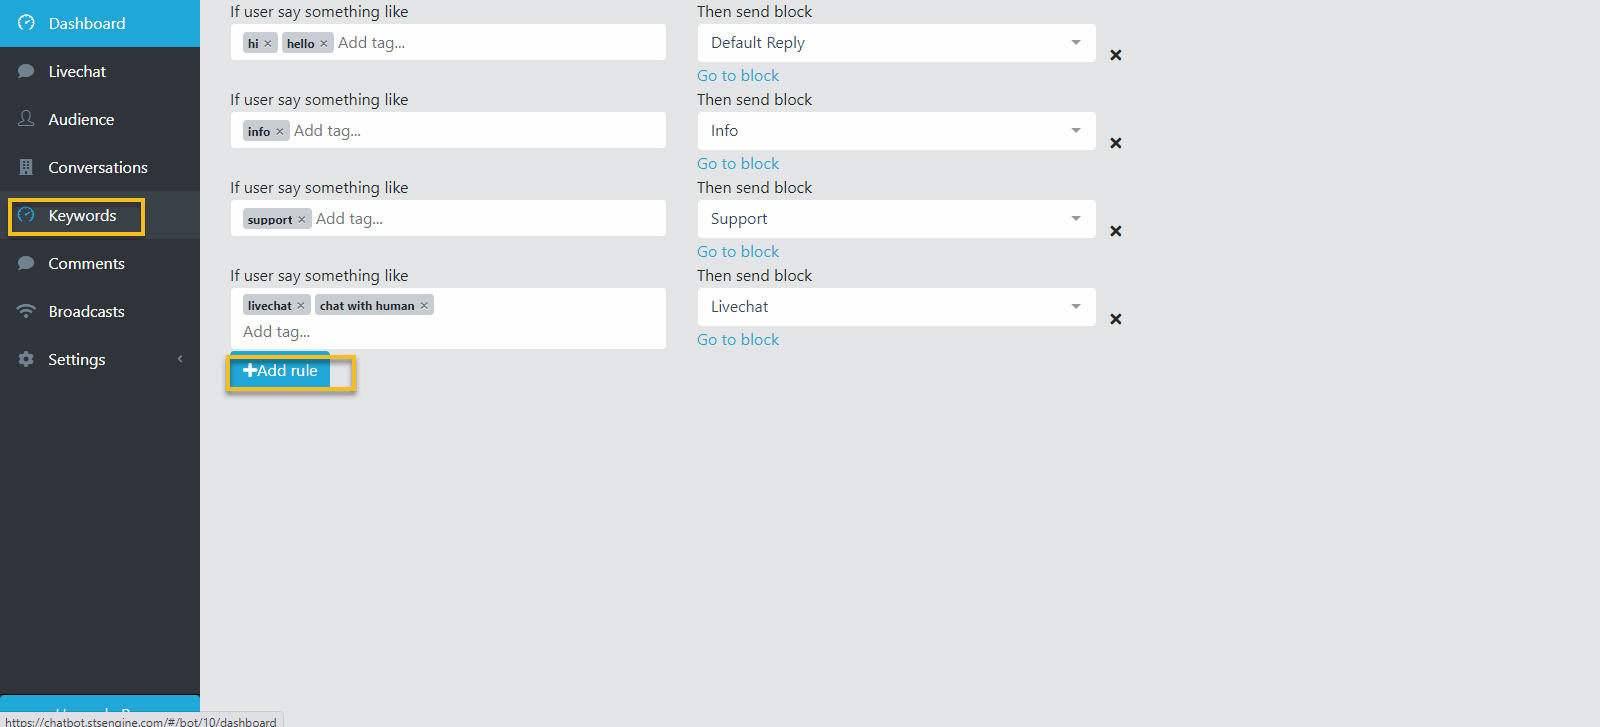 Dashboard
Livechat
Audience
Conversations
Keywords
Comments
Broadcasts
Settings
If user say something like
Then send block
hi × hello × Add tag...
Default Reply
Go to block
If user say something like
Then send block
info × Add tag...
Info
Go to block
If user say something like
Then send block
support × Add tag...
Support
Go to block
If user say something like
Then send block
livechat × chat with human ×
Add tag...
Livechat
Go to block
+Add rule
https://chatbot.stsengine.com/#/bot/10/dashboard